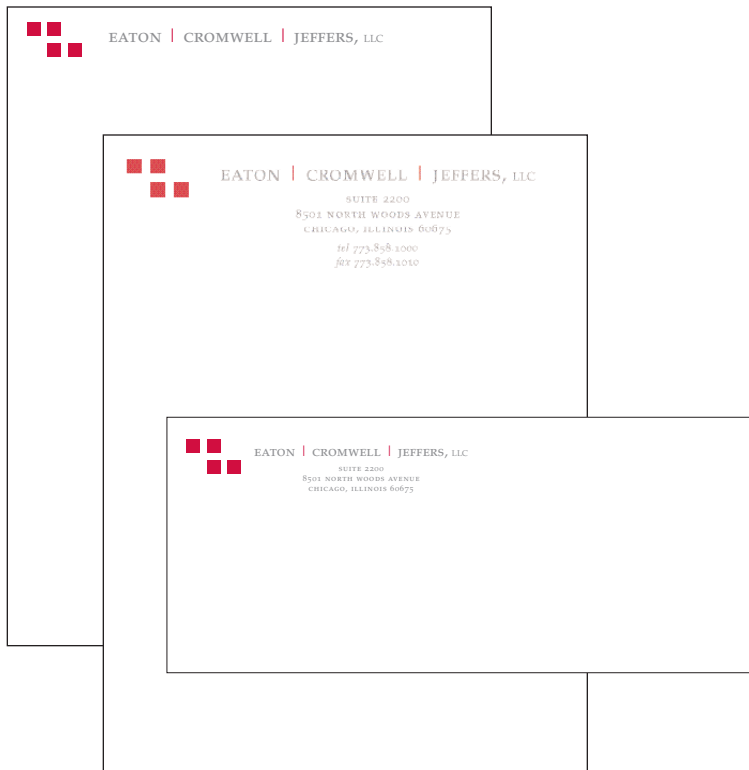 EATON | CROMWELL | JEFFERS, LLC
EATON | CROMWELL | JEFFERS, LLC
SUITE 2200
8501 NORTH WOODS AVENUE
CHICAGO, ILLINOIS 60675
tel 773.858.1000
fax 773.858.1010
EATON | CROMWELL | JEFFERS, LLC
SUITE 2200
8501 NORTH WOODS AVENUE
CHICAGO, ILLINOIS 60675